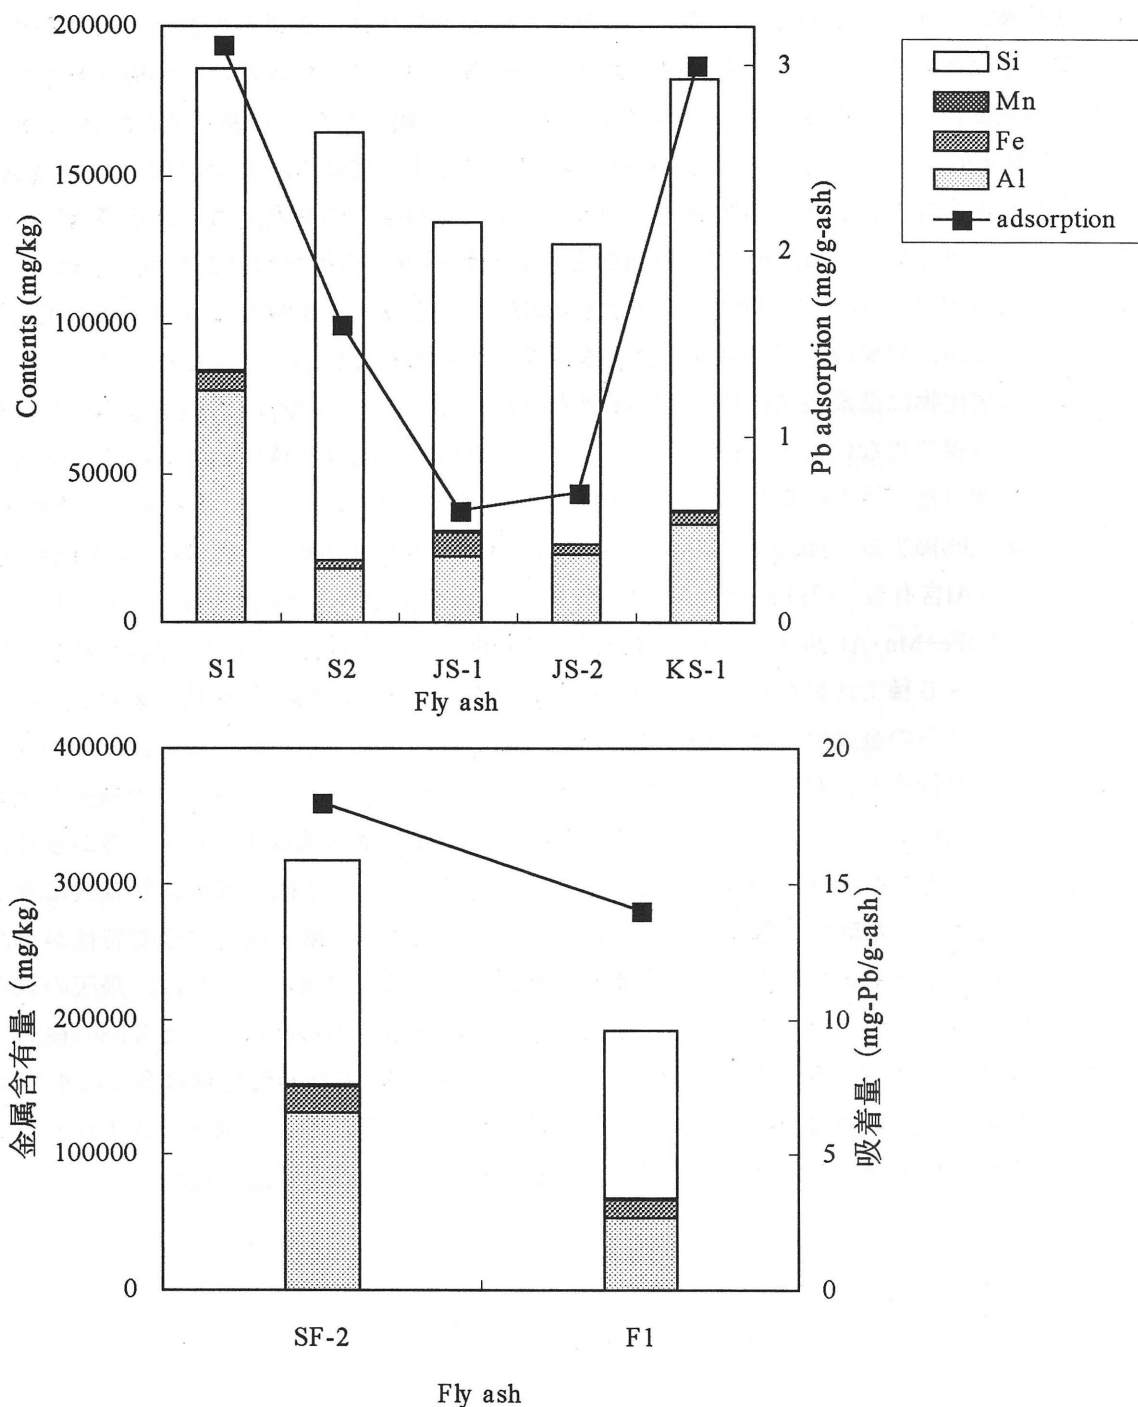 200000
150000
100000
50000
0
Contents (mg/kg)
3
2
1
0
Pb adsorption (mg/g-ash)
Si
Mn
Fe
Al
adsorption
S1 S2 JS-1 JS-2 KS-1
Fly ash
400000
300000
200000
100000
0
金属含有量 (mg/kg)
20
15
10
5
0
吸着量 (mg-Pb/g-ash)
SF-2 F1
Fly ash